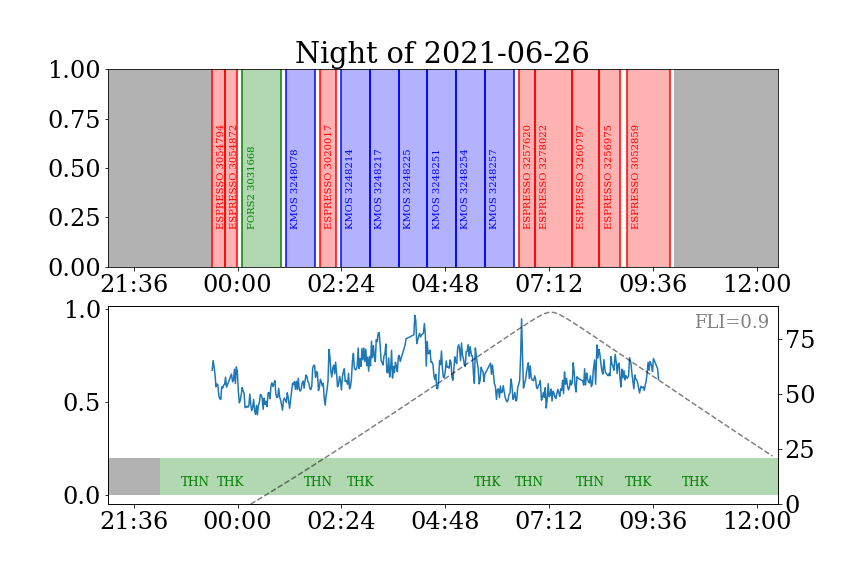 Night of 2021-06-26
1.00
0.75
0.50
0.25
0.00
ESPRESSO 3054794
ESPRESSO 3054872
FORS2 3031668
KMOS 3248078
ESPRESSO 3020017
KMOS 3248214
KMOS 3248217
KMOS 3248225
KMOS 3248251
KMOS 3248254
KMOS 3248257
ESPRESSO 3257620
ESPRESSO 3278022
ESPRESSO 3260797
ESPRESSO 3256975
ESPRESSO 3052859
21:36 00:00 02:24 04:48 07:12 09:36 12:00
1.0
0.5
0.0
FLI=0.9
75
50
25
0
THN THK THN THK THK THN THN THK THK
21:36 00:00 02:24 04:48 07:12 09:36 12:00